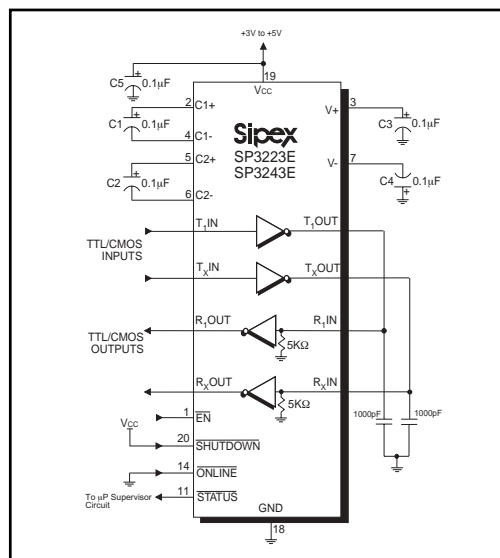 +3V to +5V
19
VCC
C5
+
0.1µF
2
C1+
C1
+
0.1µF
4
C1-
5
C2+
C2
+
0.1µF
6
C2-
Sipex
SP3223E
SP3243E
3
V+
C3
+
0.1µF
7
V-
C4
+
0.1µF
TTL/CMOS
INPUTS
T1IN
T1OUT
TXIN
TXOUT
TTL/CMOS
OUTPUTS
R1OUT
R1IN
5KΩ
RXOUT
RXIN
5KΩ
1000pF
1000pF
1
EN
VCC
20
SHUTDOWN
14
ONLINE
To µP Supervisor
Circuit
11
STATUS
GND
18